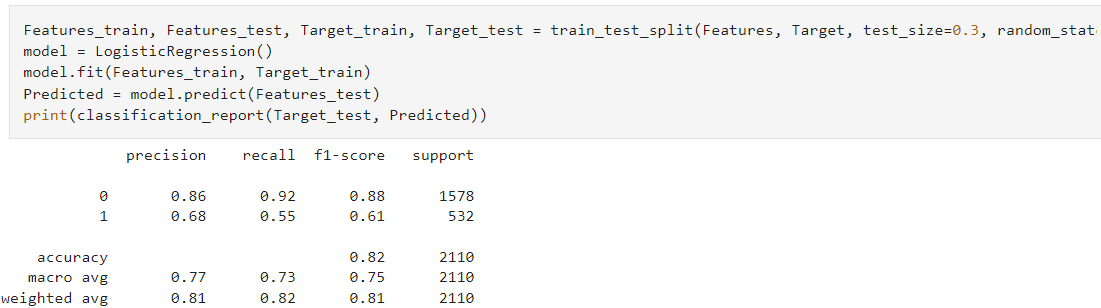 Features_train, Features_test, Target_train, Target_test = train_test_split(Features, Target, test_size=0.3, random_stat
model = LogisticRegression()
model.fit(Features_train, Target_train)
Predicted = model.predict(Features_test)
print(classification_report(Target_test, Predicted))
precision recall f1-score support
0 0.86 0.92 0.88 1578
1 0.68 0.55 0.61 532
accuracy 0.82 2110
macro avg 0.77 0.73 0.75 2110
weighted avg 0.81 0.82 0.81 2110